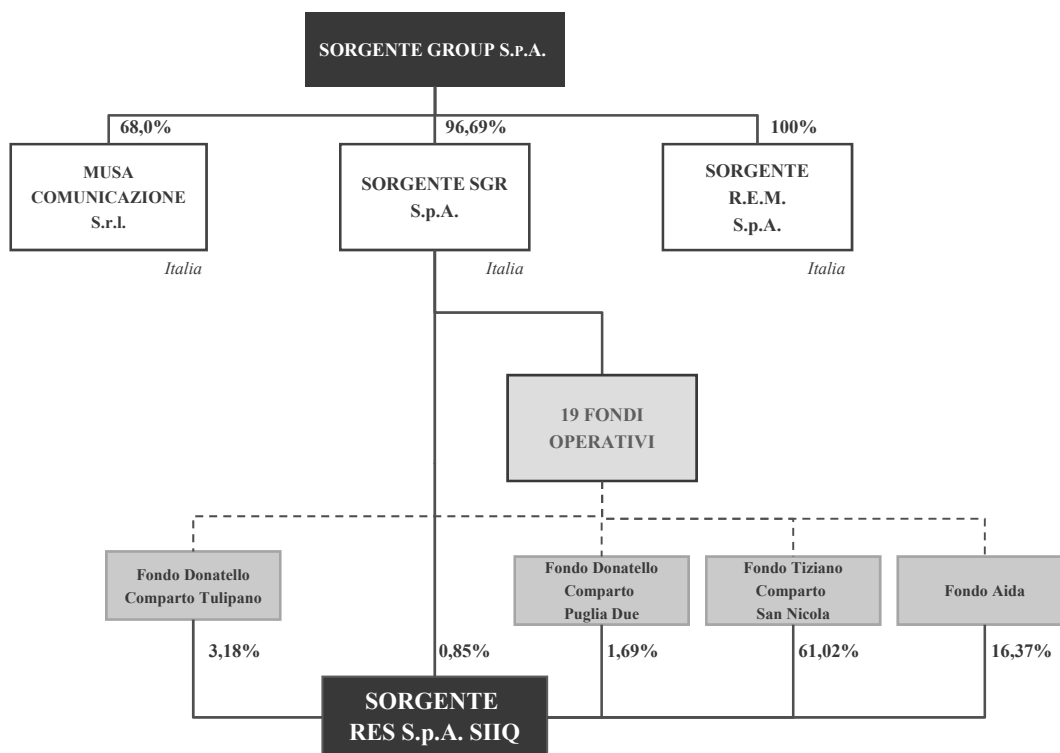 SORGENTE GROUP S.P.A.
68,0%
96,69%
100%
MUSA
COMUNICAZIONE
S.r.l.
SORGENTE SGR
S.p.A.
SORGENTE
R.E.M.
S.p.A.
Italia
Italia
Italia
19 FONDI
OPERATIVI
Fondo Donatello
Comparto Tulipano
Fondo Donatello
Comparto
Puglia Due
Fondo Tiziano
Comparto
San Nicola
Fondo Aida
3,18%
0,85%
1,69%
61,02%
16,37%
SORGENTE
RES S.p.A. SIIQ